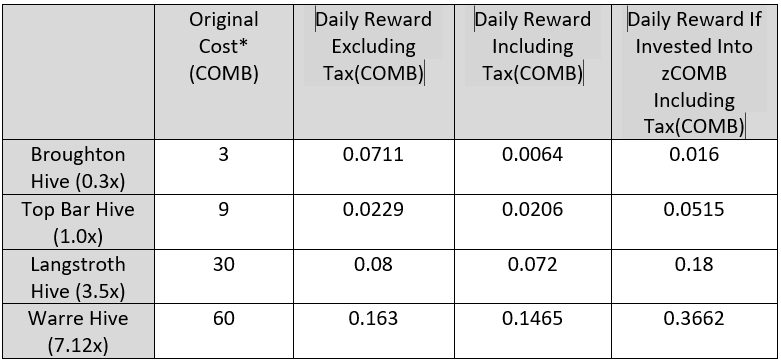 Original
Cost*
(COMB)
Daily Reward
Excluding
Tax(COMB)
Daily Reward
Including
Tax(COMB)
Daily Reward If
Invested Into
zCOMB
Including
Tax(COMB)
Broughton
Hive (0.3x)
3
0.0711
0.0064
0.016
Top Bar Hive
(1.0x)
9
0.0229
0.0206
0.0515
Langstroth
Hive (3.5x)
30
0.08
0.072
0.18
Warre Hive
(7.12x)
60
0.163
0.1465
0.3662